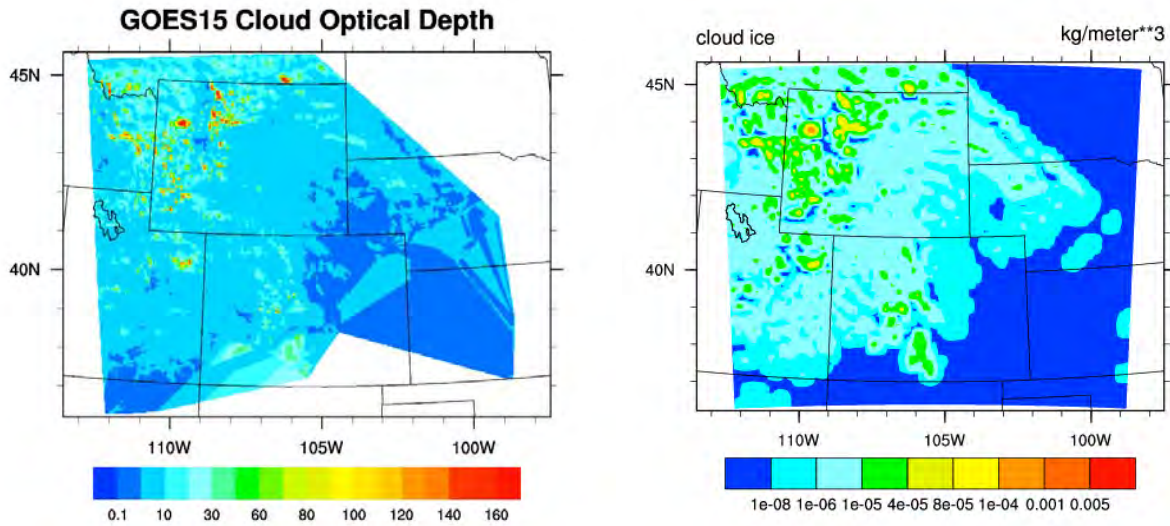 GOES15 Cloud Optical Depth
45N
40N
110W 105W 100W
0.1 10 30 60 80 100 120 140 160
cloud ice kg/meter**3
45N
40N
110W 105W 100W
1e-08 1e-06 1e-05 4e-05 8e-05 1e-04 0.001 0.005